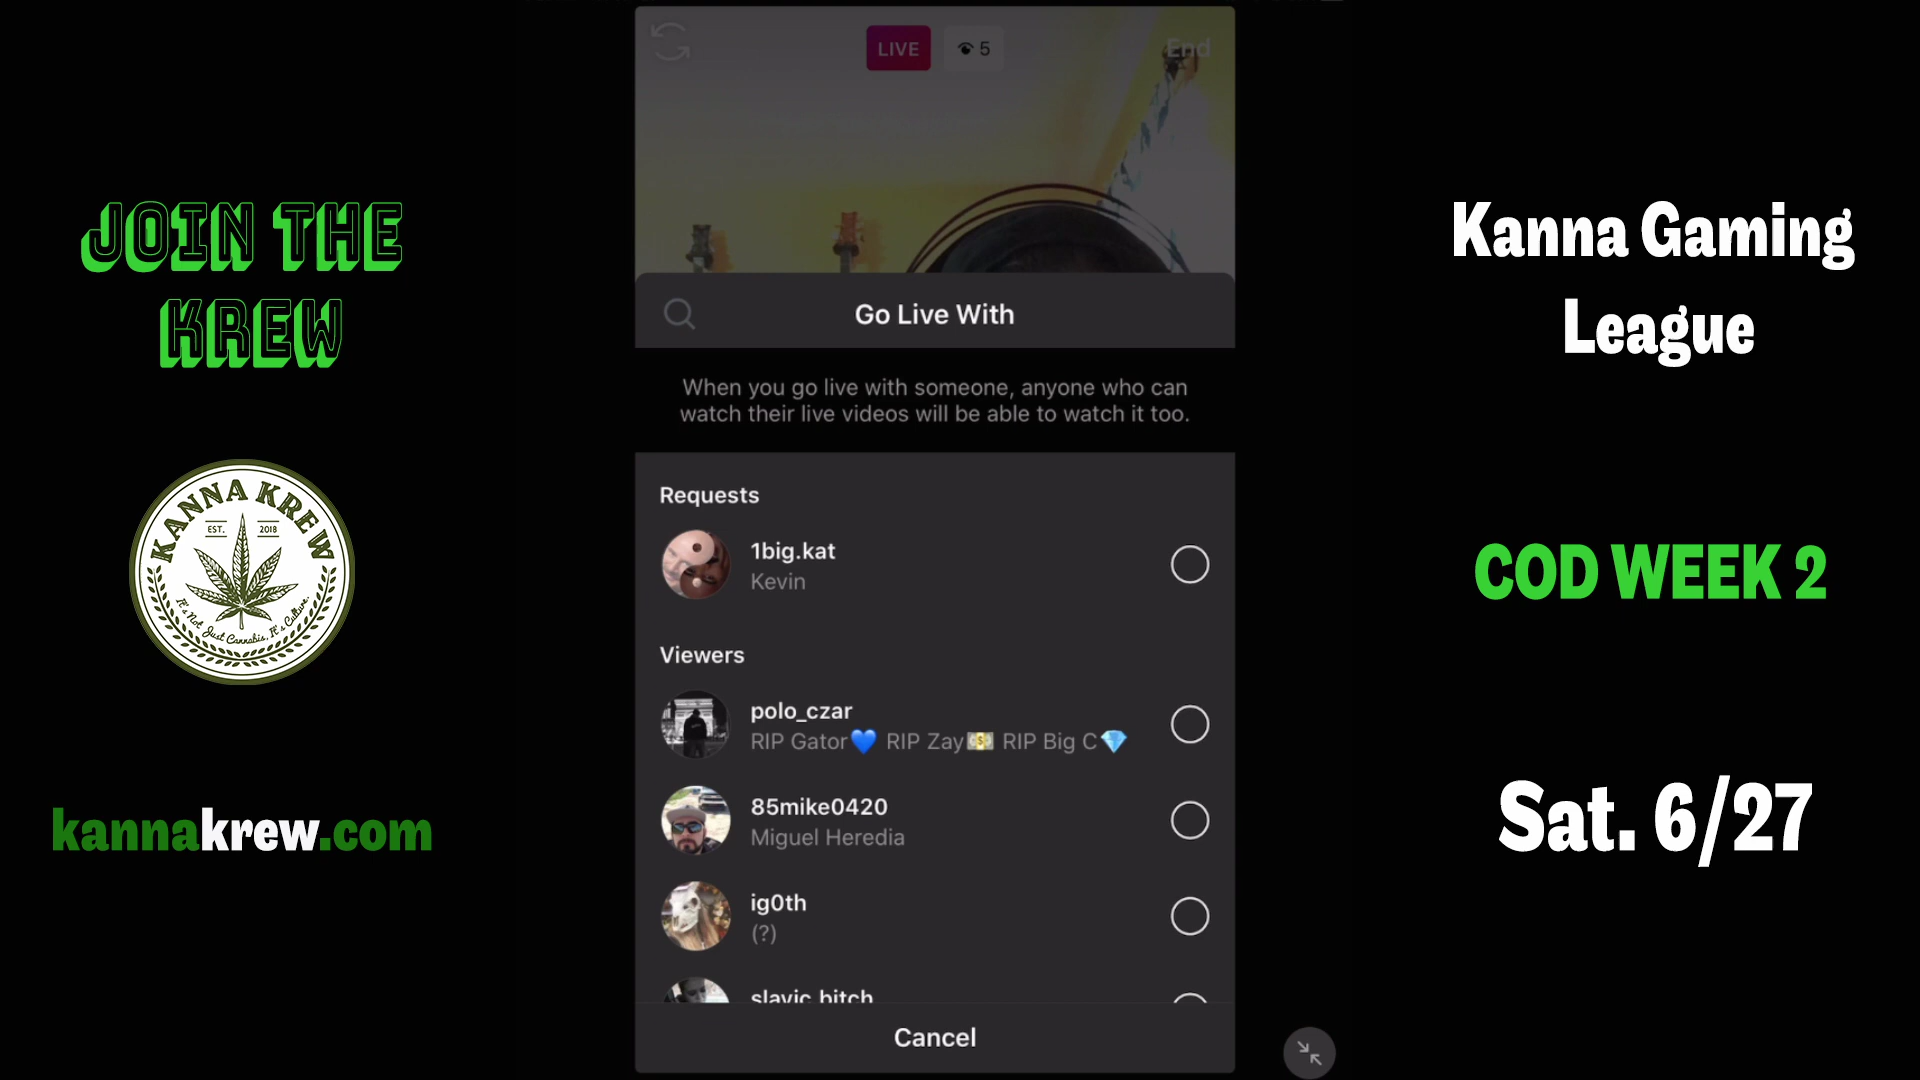 JOIN THE
KREW
KANNA KREW
EST. 2018
It's Not Just Cannabis, It's Culture.
kannakrew.com
LIVE
5
End
Go Live With
When you go live with someone, anyone who can
watch their live videos will be able to watch it too.
Requests
1big.kat
Kevin
Viewers
polo_czar
RIP Gator💙 RIP Zay💵 RIP Big C💎
85mike0420
Miguel Heredia
ig0th
(?)
slavic bitch
Cancel
Kanna Gaming
League
COD WEEK 2
Sat. 6/27